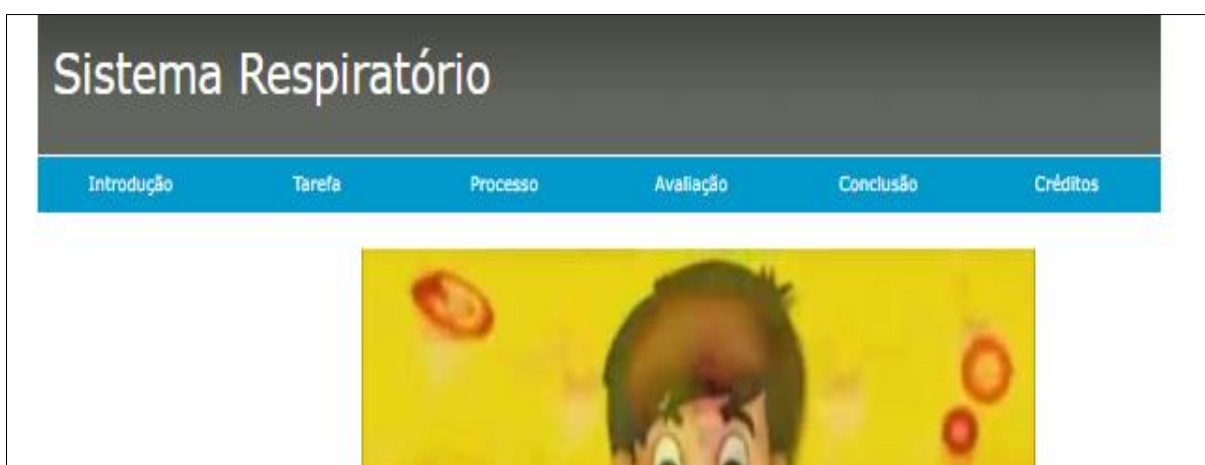 Sistema Respiratório
Introdução Tarefa Processo Avaliação Conclusão Créditos